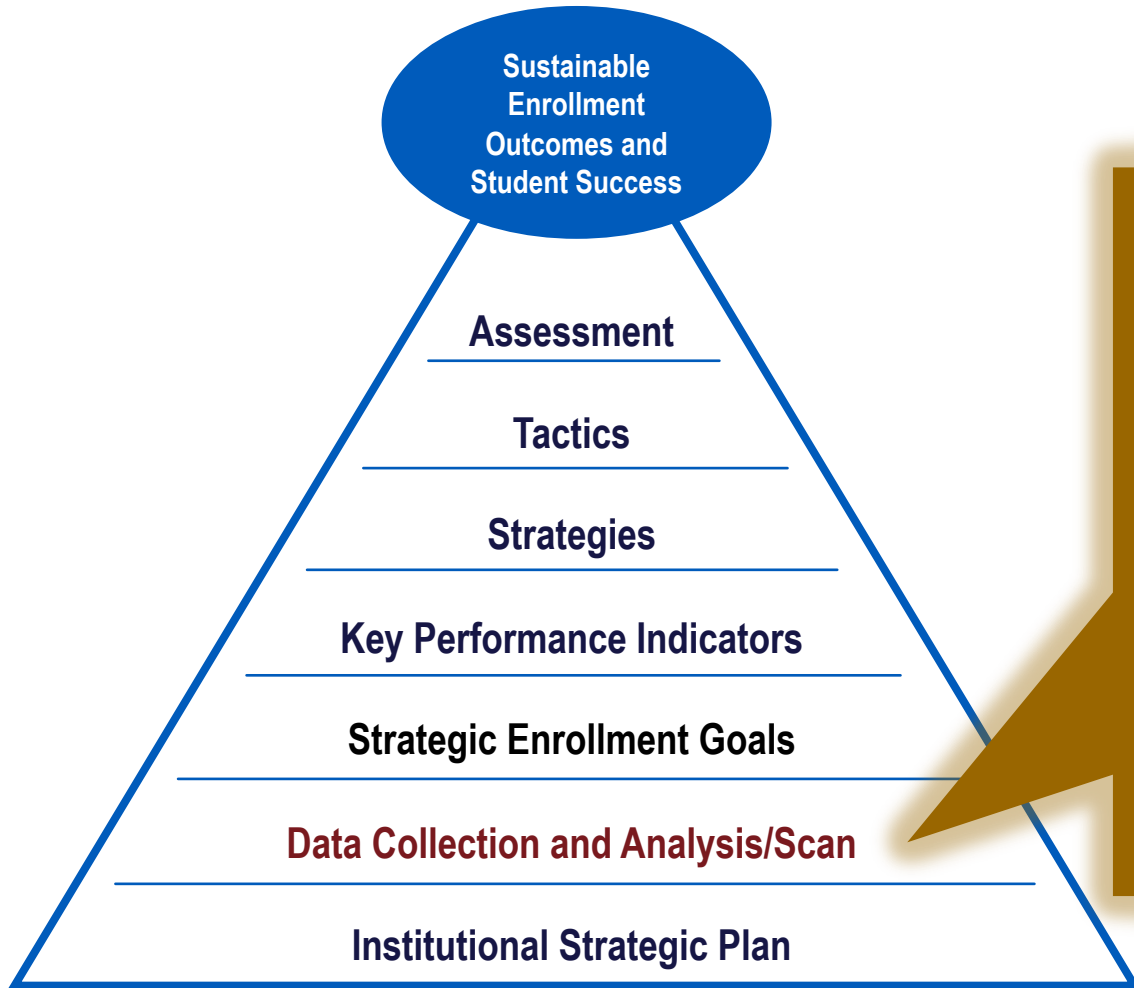 Sustainable
Enrollment
Outcomes and
Student Success
Assessment
Tactics
Strategies
Key Performance Indicators
Strategic Enrollment Goals
Data Collection and Analysis/Scan
Institutional Strategic Plan